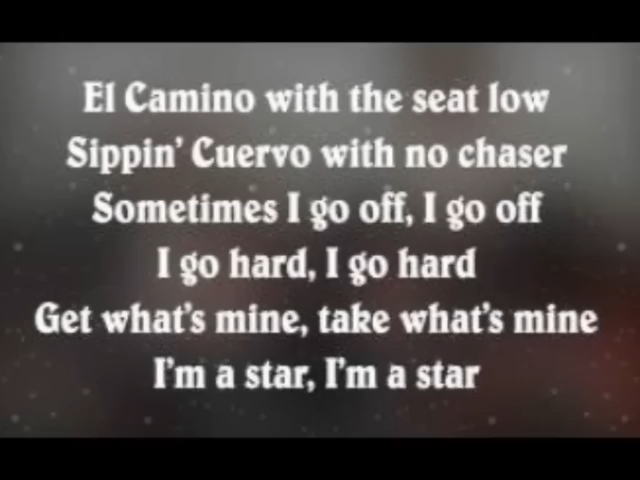 El Camino with the seat low
Sippin' Cuervo with no chaser
Sometimes I go off, I go off
I go hard, I go hard
Get what's mine, take what's mine
I'm a star, I'm a star